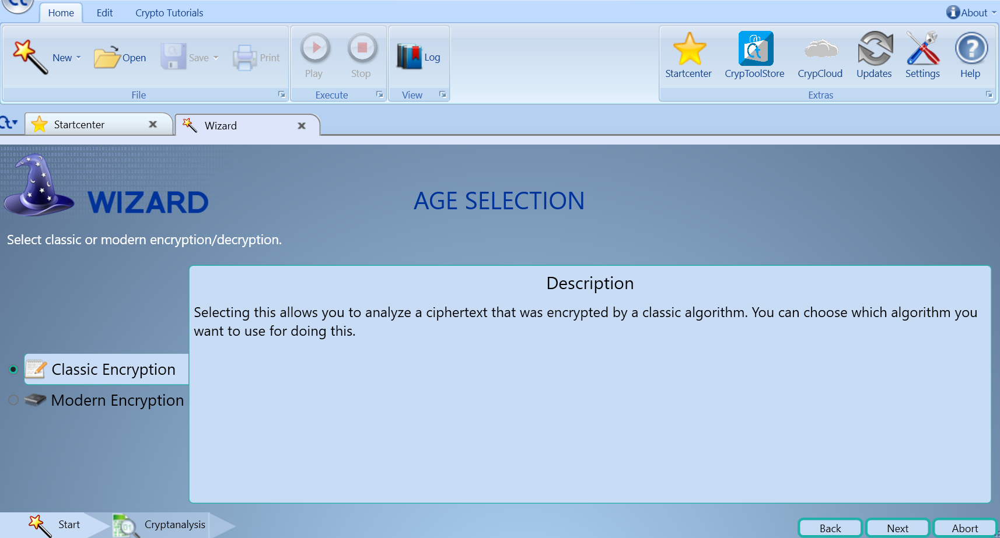 Home Edit Crypto Tutorials About
New Open Save Print Play Stop Log Startcenter CrypToolStore CrypCloud Updates Settings Help
File Execute View Extras
Startcenter Wizard
WIZARD
AGE SELECTION
Select classic or modern encryption/decryption.
Description
Selecting this allows you to analyze a ciphertext that was encrypted by a classic algorithm. You can choose which algorithm you
want to use for doing this.
Classic Encryption
Modern Encryption
Start Cryptanalysis Back Next Abort